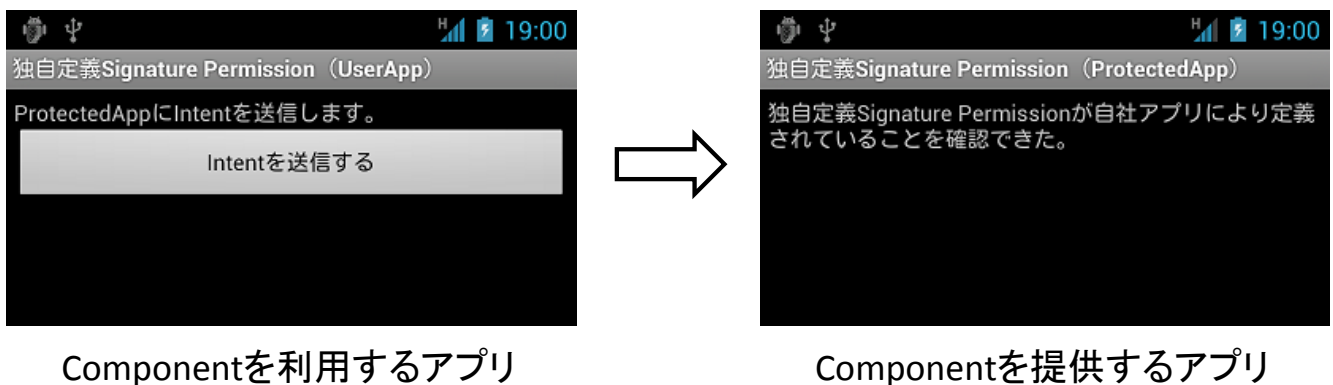 H 19:00
独自定義Signature Permission（UserApp）
ProtectedAppにIntentを送信します。
Intentを送信する
Componentを利用するアプリ
H 19:00
独自定義Signature Permission（ProtectedApp）
独自定義Signature Permissionが自社アプリにより定義
されていることを確認できた。
Componentを提供するアプリ